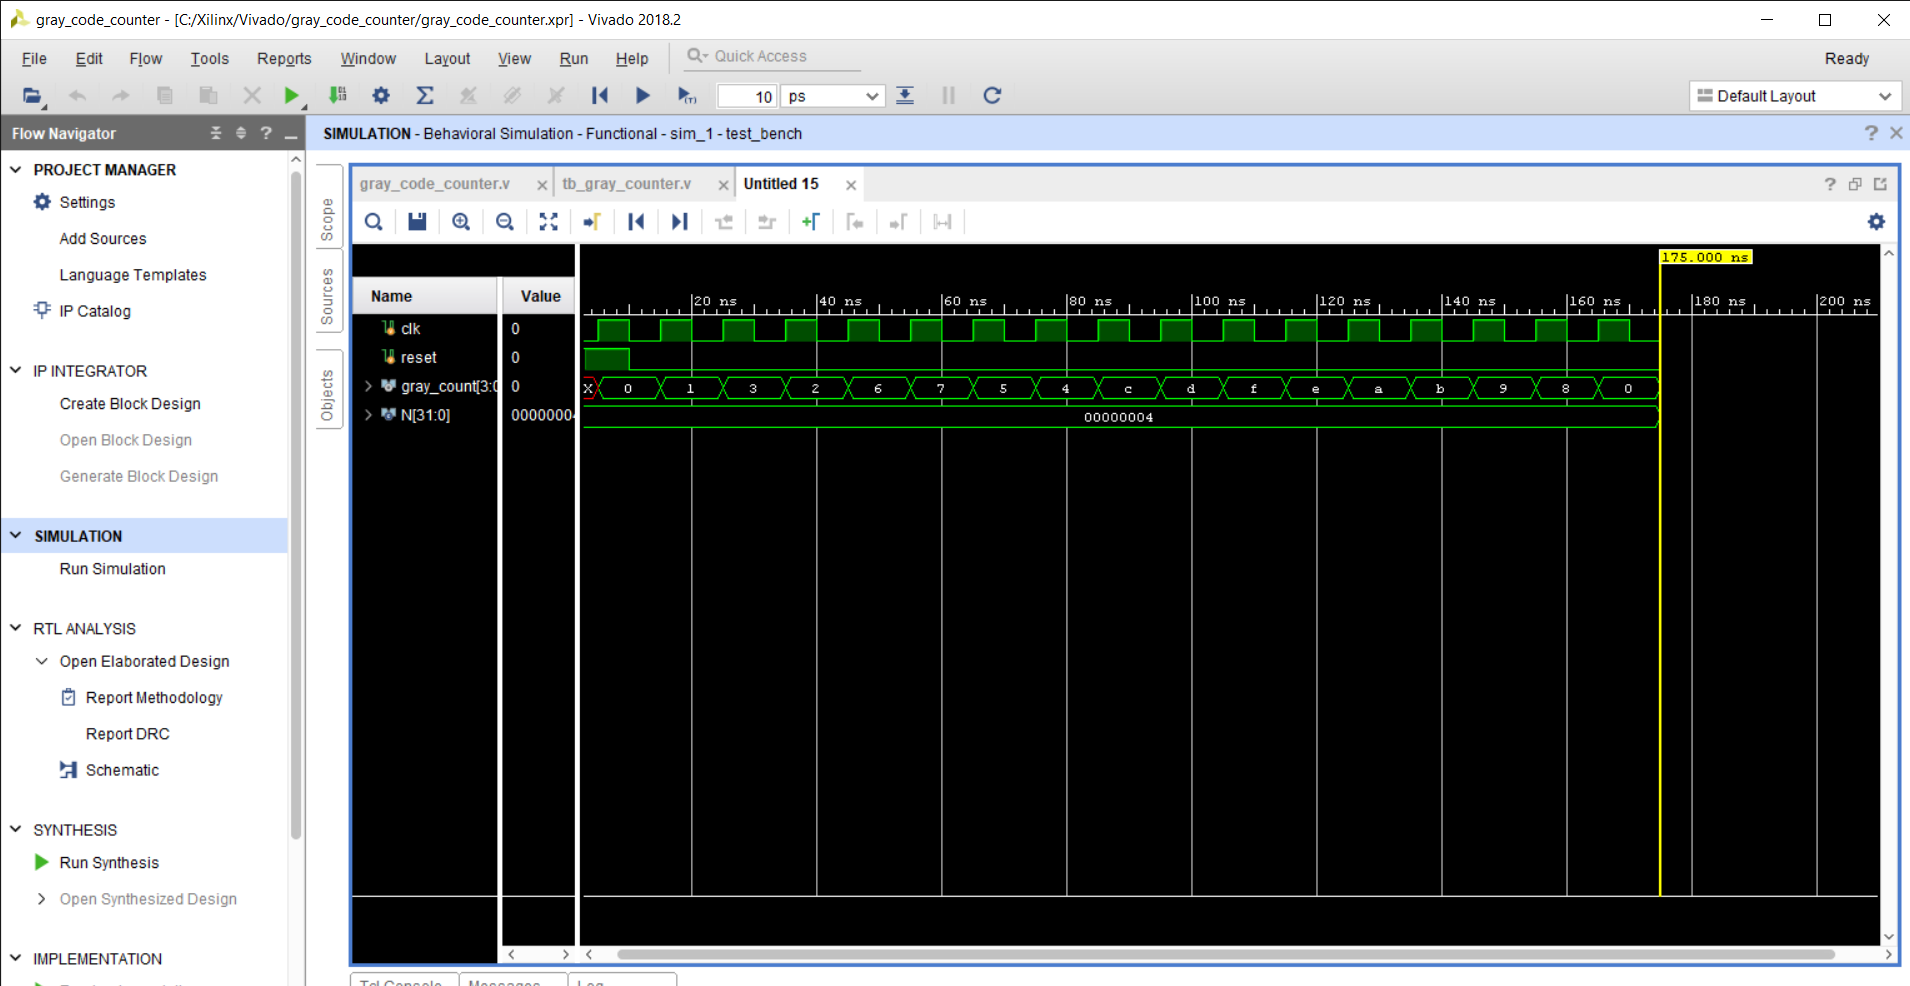 gray_code_counter - [C:/Xilinx/Vivado/gray_code_counter/gray_code_counter.xpr] - Vivado 2018.2
File Edit Flow Tools Reports Window Layout View Run Help Quick Access Ready
10 ps Default Layout
Flow Navigator
SIMULATION - Behavioral Simulation - Functional - sim_1 - test_bench
PROJECT MANAGER
Settings
Add Sources
Language Templates
IP Catalog
IP INTEGRATOR
Create Block Design
Open Block Design
Generate Block Design
SIMULATION
Run Simulation
RTL ANALYSIS
Open Elaborated Design
Report Methodology
Report DRC
Schematic
SYNTHESIS
Run Synthesis
Open Synthesized Design
IMPLEMENTATION
Scope
Sources
Objects
gray_code_counter.v tb_gray_counter.v Untitled 15
175.000 ns
Name Value
20 ns 40 ns 60 ns 80 ns 100 ns 120 ns 140 ns 160 ns 180 ns 200 ns
clk 0
reset 0
gray_count[3:0 0 X 0 1 3 2 6 7 5 4 c d f e a b 9 8 0
N[31:0] 00000004 00000004
Tcl Console Messages Log